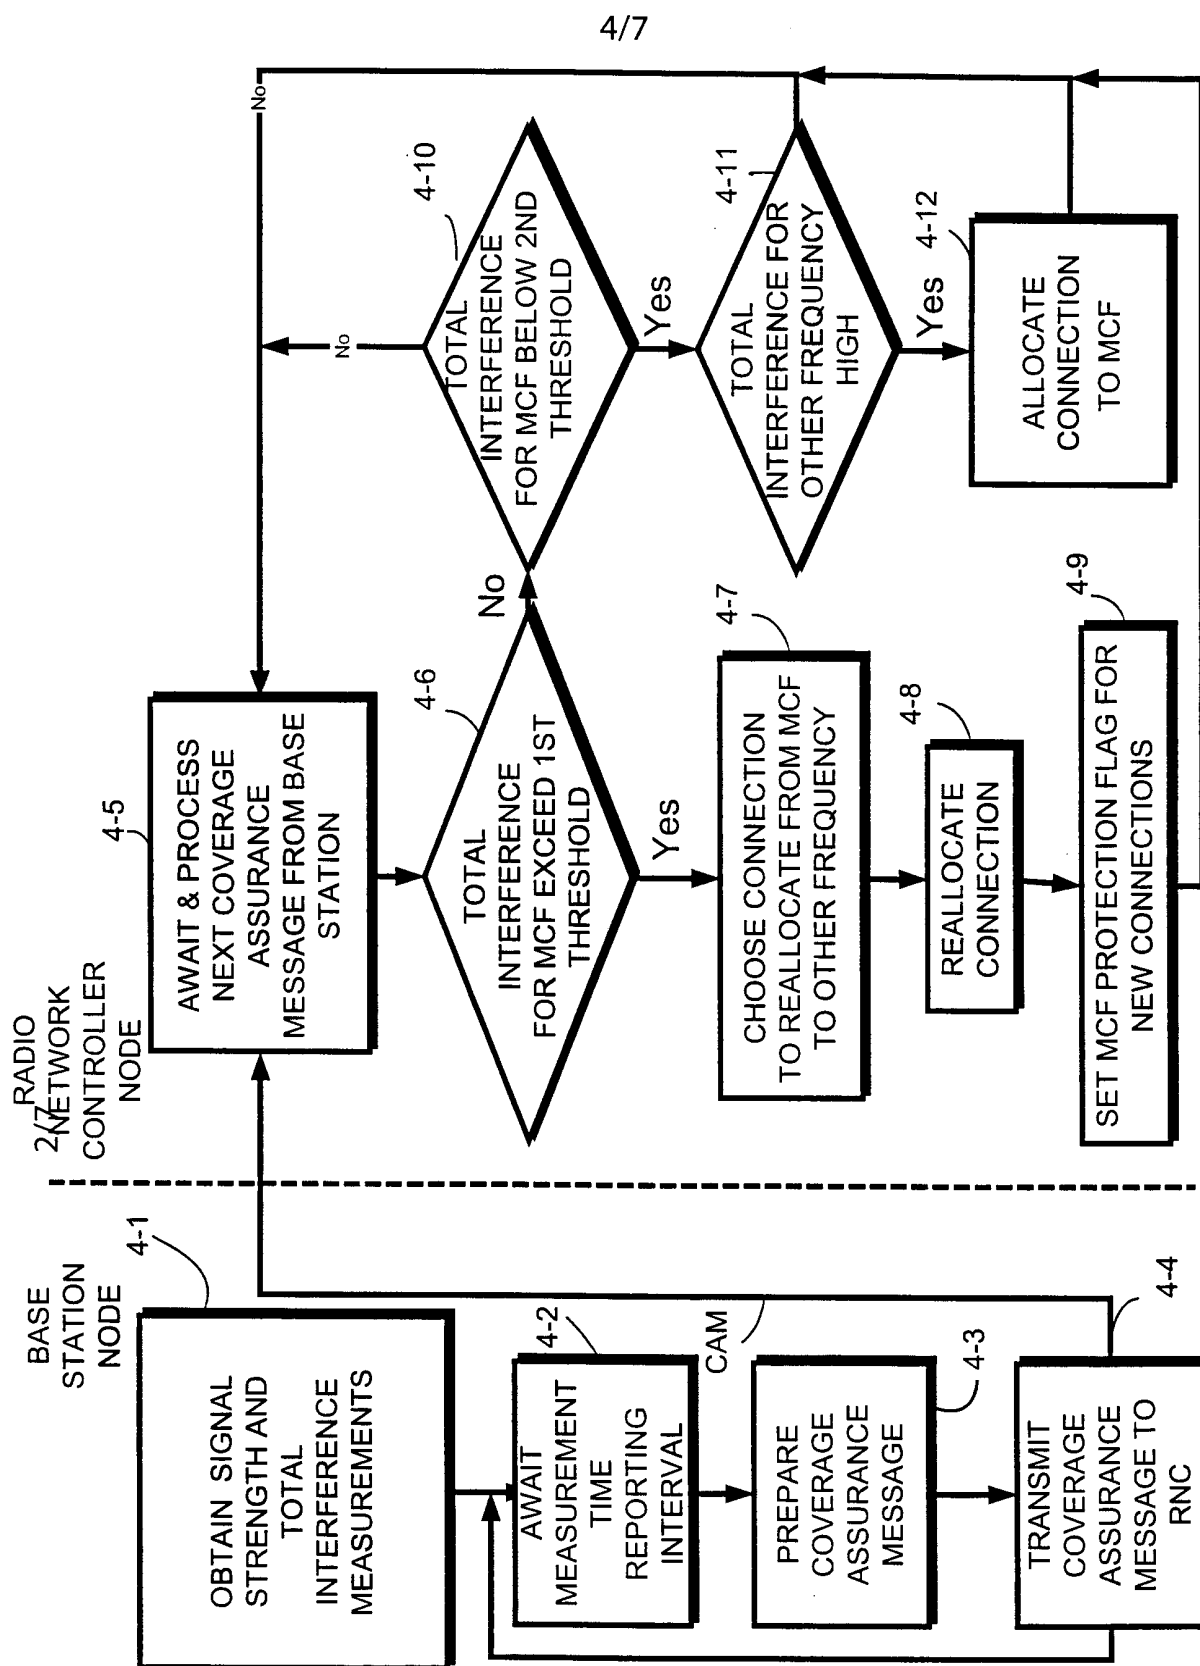 4/7
BASE
STATION
NODE
4-1
OBTAIN SIGNAL
STRENGTH AND
TOTAL
INTERFERENCE
MEASUREMENTS
4-2
AWAIT
MEASUREMENT
TIME
REPORTING
INTERVAL
CAM
4-3
PREPARE
COVERAGE
ASSURANCE
MESSAGE
4-4
TRANSMIT
COVERAGE
ASSURANCE
MESSAGE TO
RNC
2/7
RADIO
NETWORK
CONTROLLER
NODE
4-5
AWAIT & PROCESS
NEXT COVERAGE
ASSURANCE
MESSAGE FROM BASE
STATION
4-6
TOTAL
INTERFERENCE
FOR MCF EXCEED 1ST
THRESHOLD
No
Yes
4-7
CHOOSE CONNECTION
TO REALLOCATE FROM MCF
TO OTHER FREQUENCY
4-8
REALLOCATE
CONNECTION
4-9
SET MCF PROTECTION FLAG FOR
NEW CONNECTIONS
No
No
4-10
TOTAL
INTERFERENCE
FOR MCF BELOW 2ND
THRESHOLD
Yes
4-11
TOTAL
INTERFERENCE FOR
OTHER FREQUENCY
HIGH
Yes
4-12
ALLOCATE
CONNECTION
TO MCF